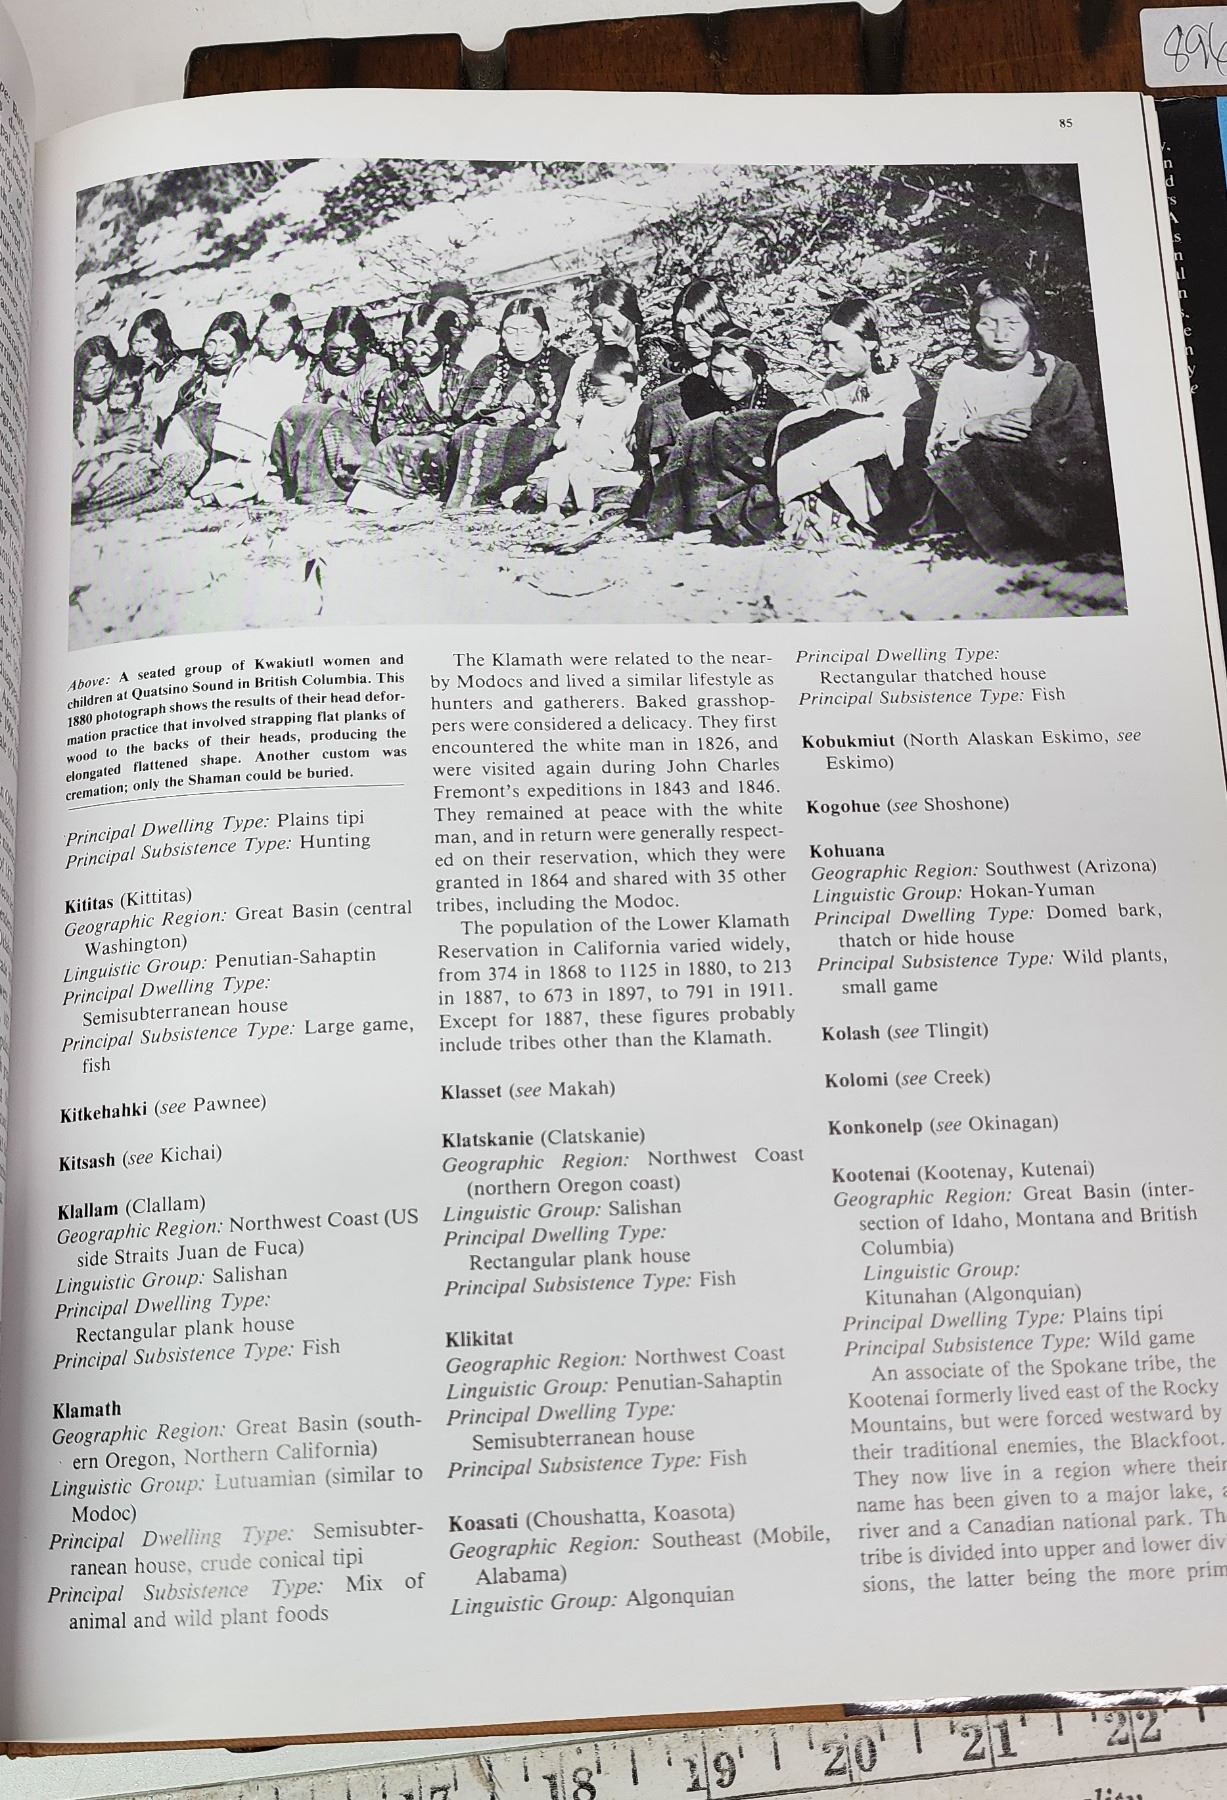 896
85
Above: A seated group of Kwakiutl women and
children at Quatsino Sound in British Columbia. This
1880 photograph shows the results of their head defor-
mation practice that involved strapping flat planks of
wood to the backs of their heads, producing the
elongated flattened shape. Another custom was
cremation; only the Shaman could be buried.
Principal Dwelling Type: Plains tipi
Principal Subsistence Type: Hunting
Kititas (Kittitas)
Geographic Region: Great Basin (central
Washington)
Linguistic Group: Penutian-Sahaptin
Principal Dwelling Type:
Semisubterranean house
Principal Subsistence Type: Large game,
fish
Kitkehahki (see Pawnee)
Kitsash (see Kichai)
Klallam (Clallam)
Geographic Region: Northwest Coast (US
side Straits Juan de Fuca)
Linguistic Group: Salishan
Principal Dwelling Type:
Rectangular plank house
Principal Subsistence Type: Fish
Klamath
Geographic Region: Great Basin (south-
ern Oregon, Northern California)
Linguistic Group: Lutuamian (similar to
Modoc)
Principal Dwelling Type: Semisubter-
ranean house, crude conical tipi
Principal Subsistence Type: Mix of
animal and wild plant foods
The Klamath were related to the near-
by Modocs and lived a similar lifestyle as
hunters and gatherers. Baked grasshop-
pers were considered a delicacy. They first
encountered the white man in 1826, and
were visited again during John Charles
Fremont's expeditions in 1843 and 1846.
They remained at peace with the white
man, and in return were generally respect-
ed on their reservation, which they were
granted in 1864 and shared with 35 other
tribes, including the Modoc.
The population of the Lower Klamath
Reservation in California varied widely,
from 374 in 1868 to 1125 in 1880, to 213
in 1887, to 673 in 1897, to 791 in 1911.
Except for 1887, these figures probably
include tribes other than the Klamath.
Klasset (see Makah)
Klatskanie (Clatskanie)
Geographic Region: Northwest Coast
(northern Oregon coast)
Linguistic Group: Salishan
Principal Dwelling Type:
Rectangular plank house
Principal Subsistence Type: Fish
Klikitat
Geographic Region: Northwest Coast
Linguistic Group: Penutian-Sahaptin
Principal Dwelling Type:
Semisubterranean house
Principal Subsistence Type: Fish
Koasati (Choushatta, Koasota)
Geographic Region: Southeast (Mobile,
Alabama)
Linguistic Group: Algonquian
Principal Dwelling Type:
Rectangular thatched house
Principal Subsistence Type: Fish
Kobukmiut (North Alaskan Eskimo, see
Eskimo)
Kogohue (see Shoshone)
Kohuana
Geographic Region: Southwest (Arizona)
Linguistic Group: Hokan-Yuman
Principal Dwelling Type: Domed bark,
thatch or hide house
Principal Subsistence Type: Wild plants,
small game
Kolash (see Tlingit)
Kolomi (see Creek)
Konkonelp (see Okinagan)
Kootenai (Kootenay, Kutenai)
Geographic Region: Great Basin (inter-
section of Idaho, Montana and British
Columbia)
Linguistic Group:
Kitunahan (Algonquian)
Principal Dwelling Type: Plains tipi
Principal Subsistence Type: Wild game
An associate of the Spokane tribe, the
Kootenai formerly lived east of the Rocky
Mountains, but were forced westward by
their traditional enemies, the Blackfoot.
They now live in a region where their
name has been given to a major lake, a
river and a Canadian national park. Th
tribe is divided into upper and lower div
sions, the latter being the more prim
17 18 19 20 21 22